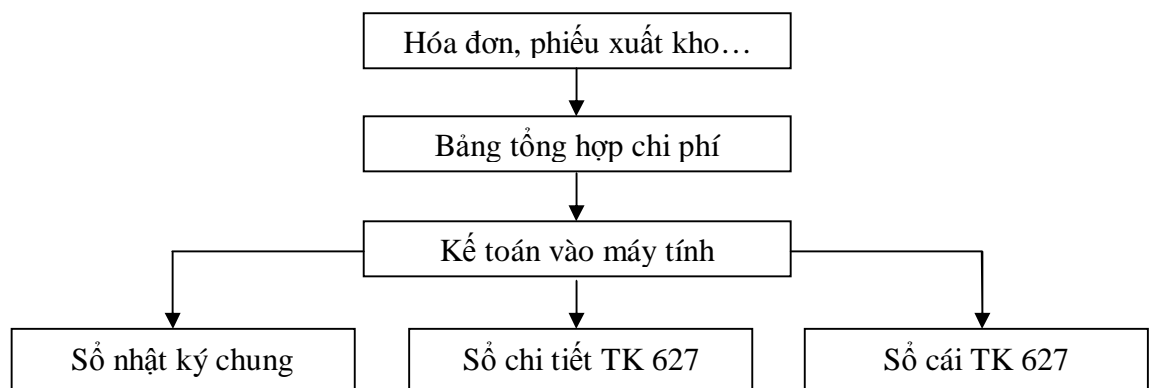 Hóa đơn, phiếu xuất kho…
Bảng tổng hợp chi phí
Kế toán vào máy tính
Sổ nhật ký chung
Sổ chi tiết TK 627
Sổ cái TK 627